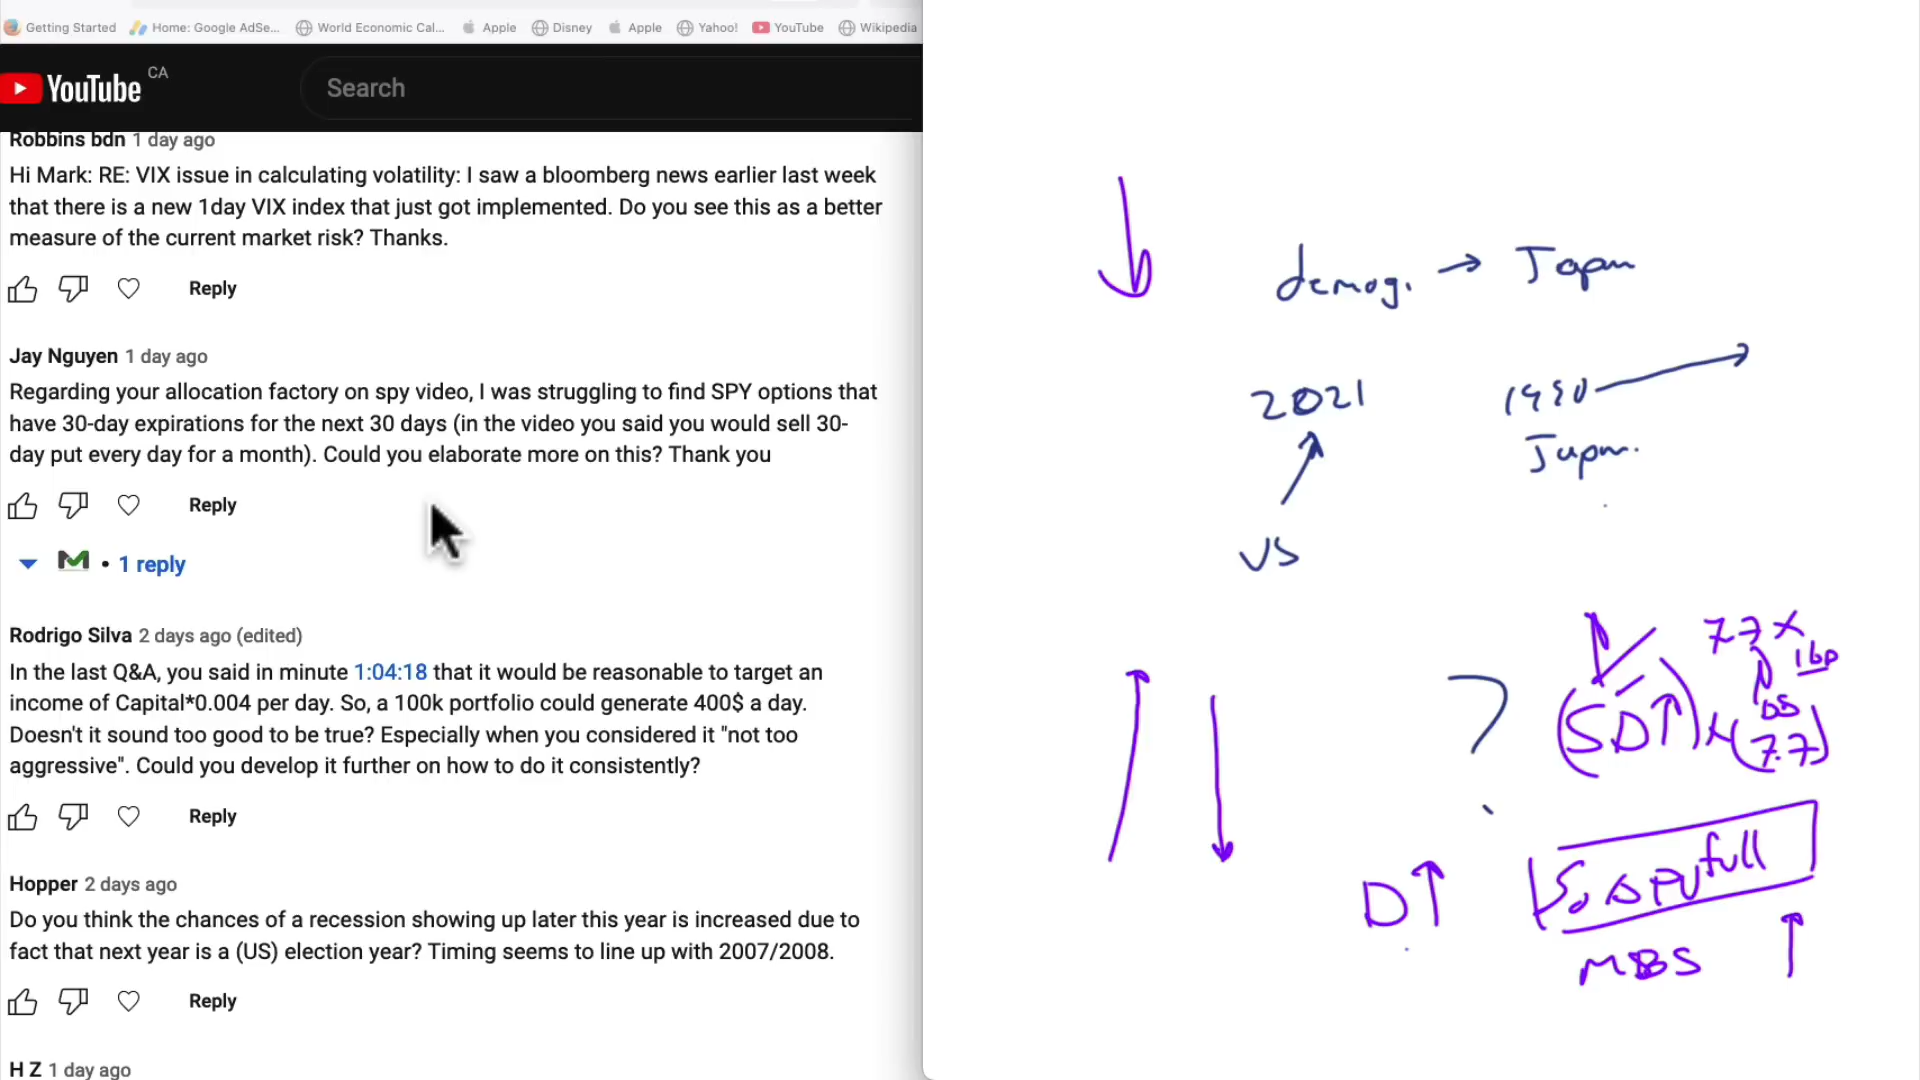 Getting Started Home: Google AdSe... World Economic Cal... Apple Disney Apple Yahoo! YouTube Wikipedia
YouTube CA
Search
Robbins bdn 1 day ago
Hi Mark: RE: VIX issue in calculating volatility: I saw a bloomberg news earlier last week
that there is a new 1day VIX index that just got implemented. Do you see this as a better
measure of the current market risk? Thanks.
Reply
Jay Nguyen 1 day ago
Regarding your allocation factory on spy video, I was struggling to find SPY options that
have 30-day expirations for the next 30 days (in the video you said you would sell 30-
day put every day for a month). Could you elaborate more on this? Thank you
Reply
• 1 reply
Rodrigo Silva 2 days ago (edited)
In the last Q&A, you said in minute 1:04:18 that it would be reasonable to target an
income of Capital*0.004 per day. So, a 100k portfolio could generate 400$ a day.
Doesn't it sound too good to be true? Especially when you considered it "not too
aggressive". Could you develop it further on how to do it consistently?
Reply
Hopper 2 days ago
Do you think the chances of a recession showing up later this year is increased due to
fact that next year is a (US) election year? Timing seems to line up with 2007/2008.
Reply
H Z 1 day ago
demog. → Japan
2021 1990
Japan.
US
?
7.7 x
1bp
(SD↑) x (7.7)
D↑
full
MBS ↑